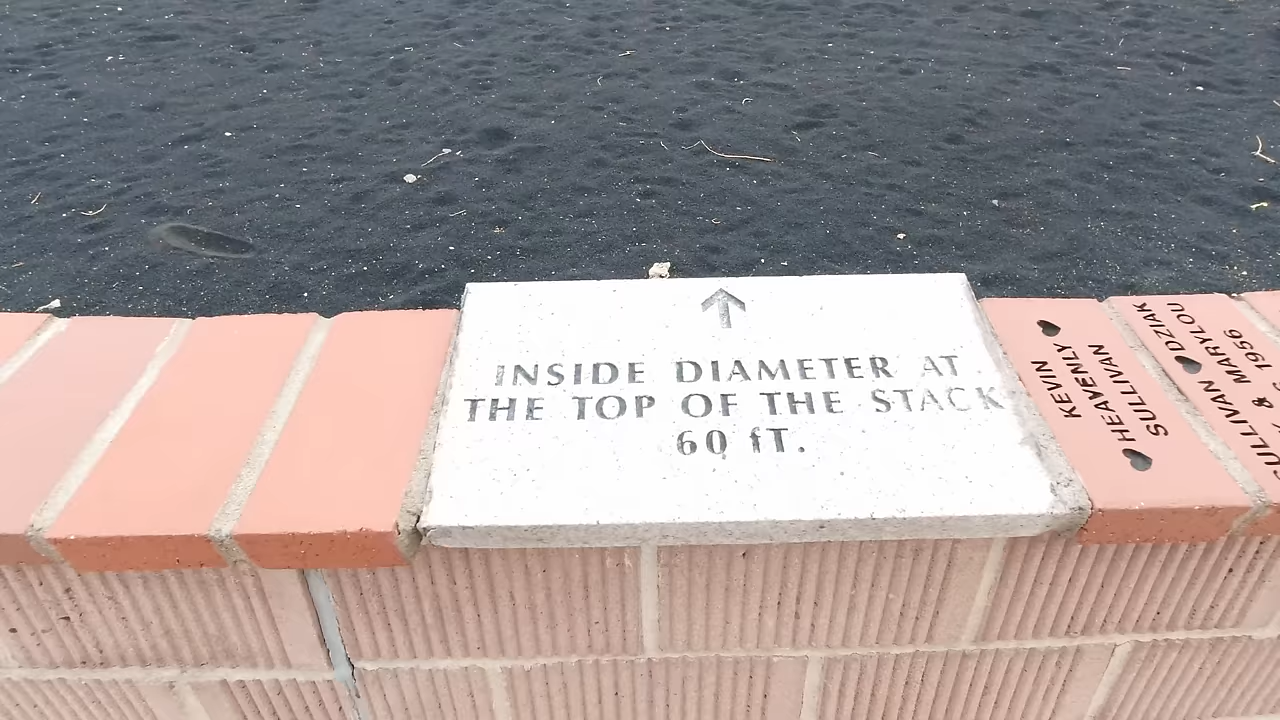 ↑
INSIDE DIAMETER AT
THE TOP OF THE STACK
60 fT.
KEVIN
HEAVENLY
SULLIVAN
DZIAK
SULLIVAN
& MARYLOU
1956